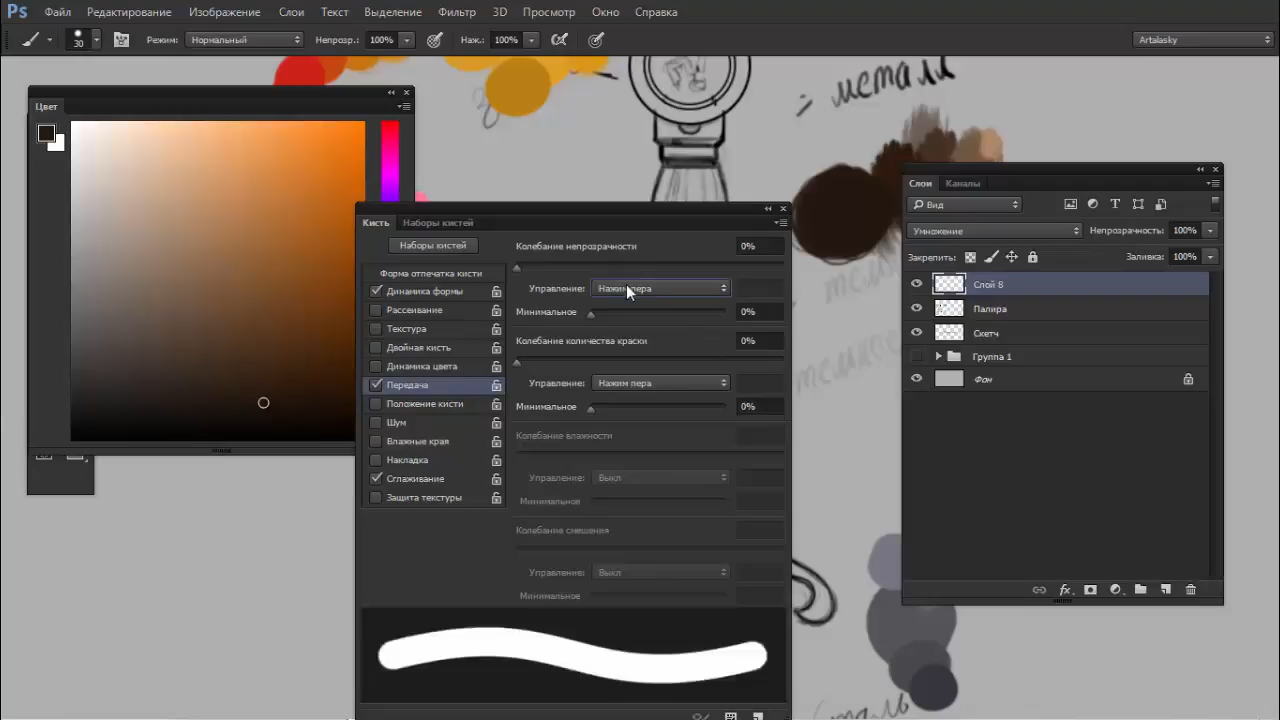 Ps Файл Редактирование Изображение Слои Текст Выделение Фильтр 3D Просмотр Окно Справка
30 Режим: Нормальный Непрозр.: 100% Наж.: 100% Artalasky
Цвет
металл
Кисть Наборы кистей
Наборы кистей
Форма отпечатка кисти
Динамика формы
Рассеивание
Текстура
Двойная кисть
Динамика цвета
Передача
Положение кисти
Шум
Влажные края
Накладка
Сглаживание
Защита текстуры
Колебание непрозрачности 0%
Управление: Нажим пера
Минимальное 0%
Колебание количества краски 0%
Управление: Нажим пера
Минимальное 0%
Колебание влажности
Управление: Выкл
Минимальное
Колебание смешения
Управление: Выкл
Минимальное
Слои Каналы
Вид
Умножение Непрозрачность: 100%
Закрепить: Заливка: 100%
Слой 8
Палира
Скетч
Группа 1
Фон